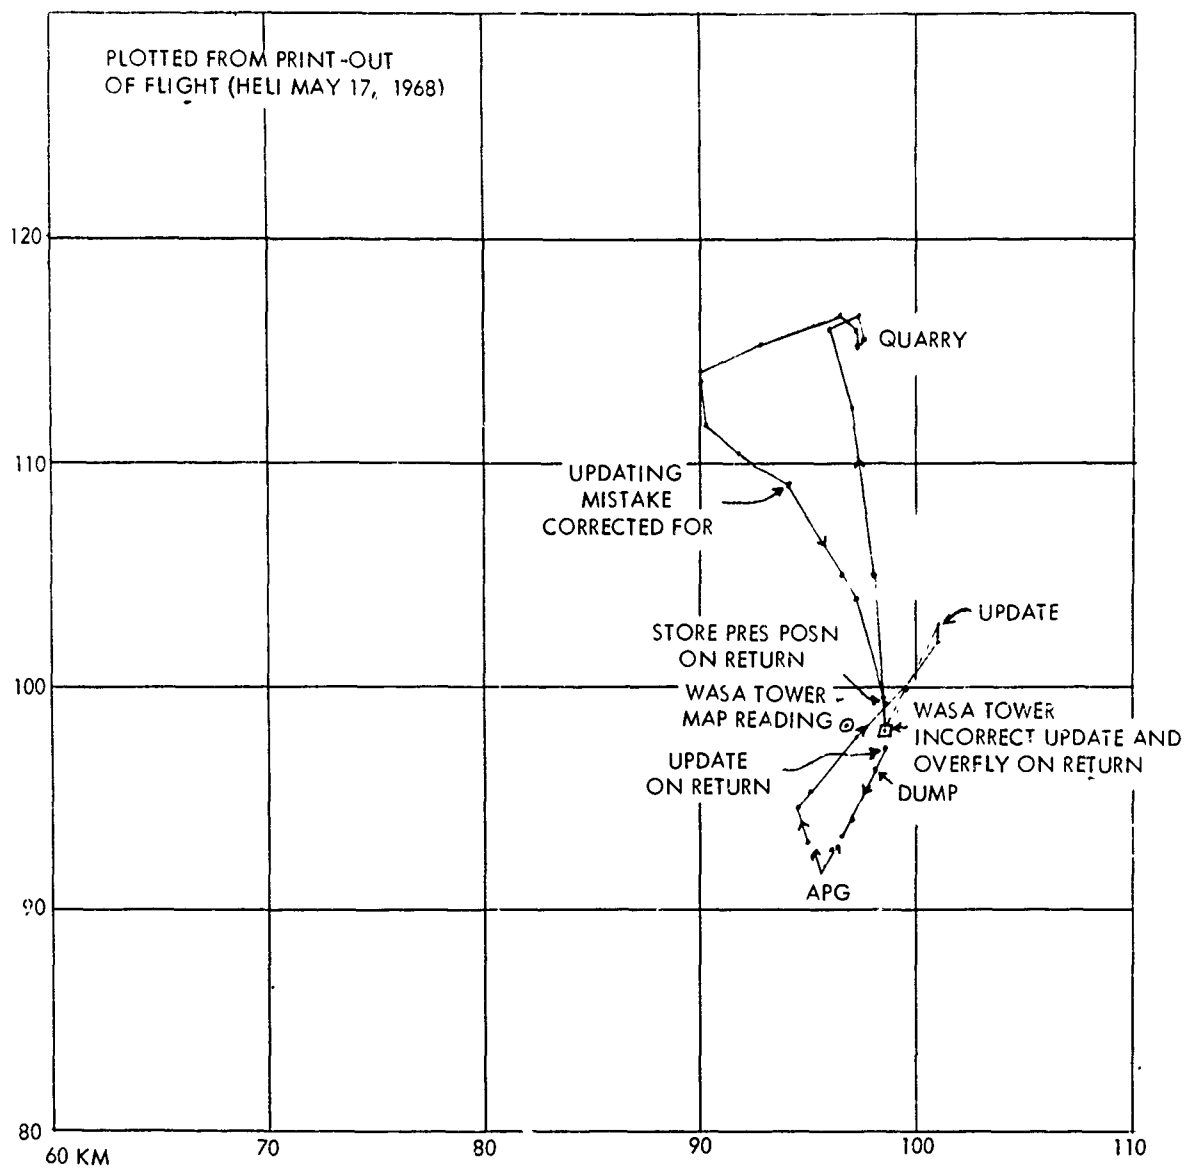 PLOTTED FROM PRINT-OUT
OF FLIGHT (HELI MAY 17, 1968)
120
QUARRY
110
UPDATING
MISTAKE
CORRECTED FOR
UPDATE
STORE PRES POSN
ON RETURN
100
WASA TOWER
MAP READING
WASA TOWER
INCORRECT UPDATE AND
OVERFLY ON RETURN
UPDATE
ON RETURN
DUMP
APG
90
80
60 KM
70
80
90
100
110